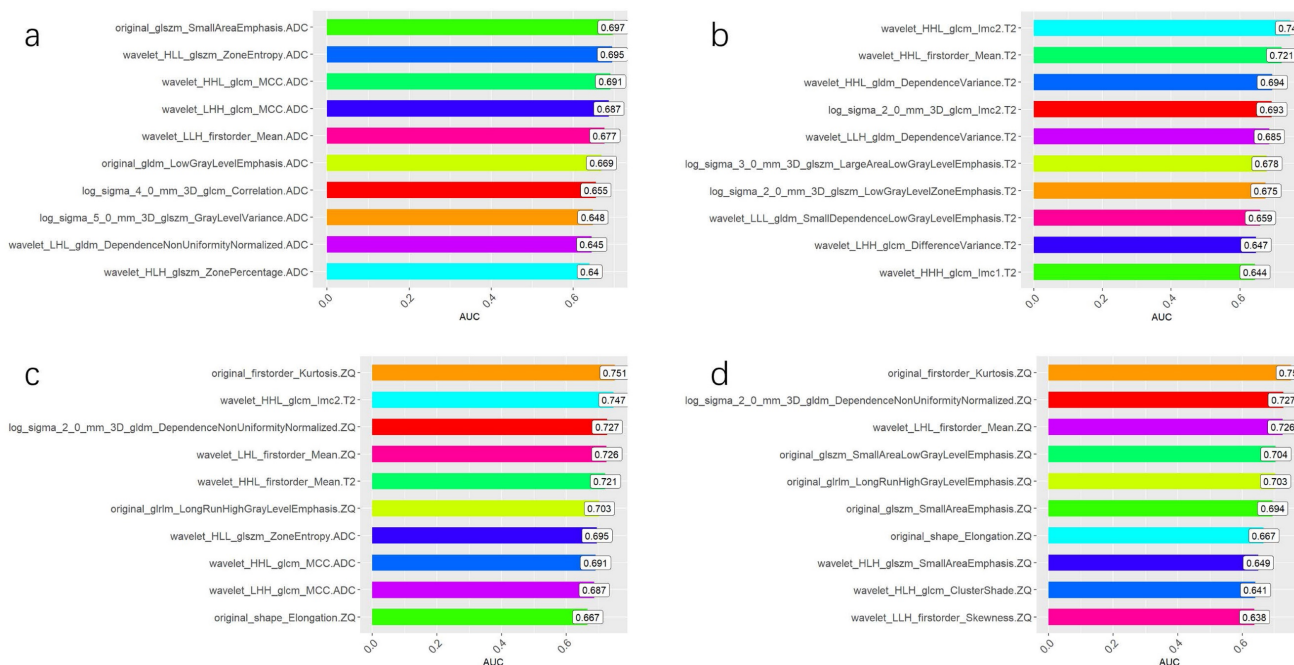 a
original_glszm_SmallAreaEmphasis.ADC 0.697
wavelet_HLL_glszm_ZoneEntropy.ADC 0.695
wavelet_HHL_glcm_MCC.ADC 0.691
wavelet_LHH_glcm_MCC.ADC 0.687
wavelet_LLH_firstorder_Mean.ADC 0.677
original_gldm_LowGrayLevelEmphasis.ADC 0.669
log_sigma_4_0_mm_3D_glcm_Correlation.ADC 0.655
log_sigma_5_0_mm_3D_glszm_GrayLevelVariance.ADC 0.648
wavelet_LHL_gldm_DependenceNonUniformityNormalized.ADC 0.645
wavelet_HLH_glszm_ZonePercentage.ADC 0.64
0.0 0.2 0.4 0.6
AUC
b
wavelet_HHL_glcm_Imc2.T2 0.74
wavelet_HHL_firstorder_Mean.T2 0.721
wavelet_HHL_gldm_DependenceVariance.T2 0.694
log_sigma_2_0_mm_3D_glcm_Imc2.T2 0.693
wavelet_LLH_gldm_DependenceVariance.T2 0.685
log_sigma_3_0_mm_3D_glszm_LargeAreaLowGrayLevelEmphasis.T2 0.678
log_sigma_2_0_mm_3D_glszm_LowGrayLevelZoneEmphasis.T2 0.675
wavelet_LLL_gldm_SmallDependenceLowGrayLevelEmphasis.T2 0.659
wavelet_LHH_glcm_DifferenceVariance.T2 0.647
wavelet_HHH_glcm_Imc1.T2 0.644
0.0 0.2 0.4 0.6
AUC
c
original_firstorder_Kurtosis.ZQ 0.751
wavelet_HHL_glcm_Imc2.T2 0.747
log_sigma_2_0_mm_3D_gldm_DependenceNonUniformityNormalized.ZQ 0.727
wavelet_LHL_firstorder_Mean.ZQ 0.726
wavelet_HHL_firstorder_Mean.T2 0.721
original_glrlm_LongRunHighGrayLevelEmphasis.ZQ 0.703
wavelet_HLL_glszm_ZoneEntropy.ADC 0.695
wavelet_HHL_glcm_MCC.ADC 0.691
wavelet_LHH_glcm_MCC.ADC 0.687
original_shape_Elongation.ZQ 0.667
0.0 0.2 0.4 0.6
AUC
d
original_firstorder_Kurtosis.ZQ 0.75
log_sigma_2_0_mm_3D_gldm_DependenceNonUniformityNormalized.ZQ 0.727
wavelet_LHL_firstorder_Mean.ZQ 0.726
original_glszm_SmallAreaLowGrayLevelEmphasis.ZQ 0.704
original_glrlm_LongRunHighGrayLevelEmphasis.ZQ 0.703
original_glszm_SmallAreaEmphasis.ZQ 0.694
original_shape_Elongation.ZQ 0.667
wavelet_HLH_glszm_SmallAreaEmphasis.ZQ 0.649
wavelet_HLH_glcm_ClusterShade.ZQ 0.641
wavelet_LLH_firstorder_Skewness.ZQ 0.638
0.0 0.2 0.4 0.6
AUC